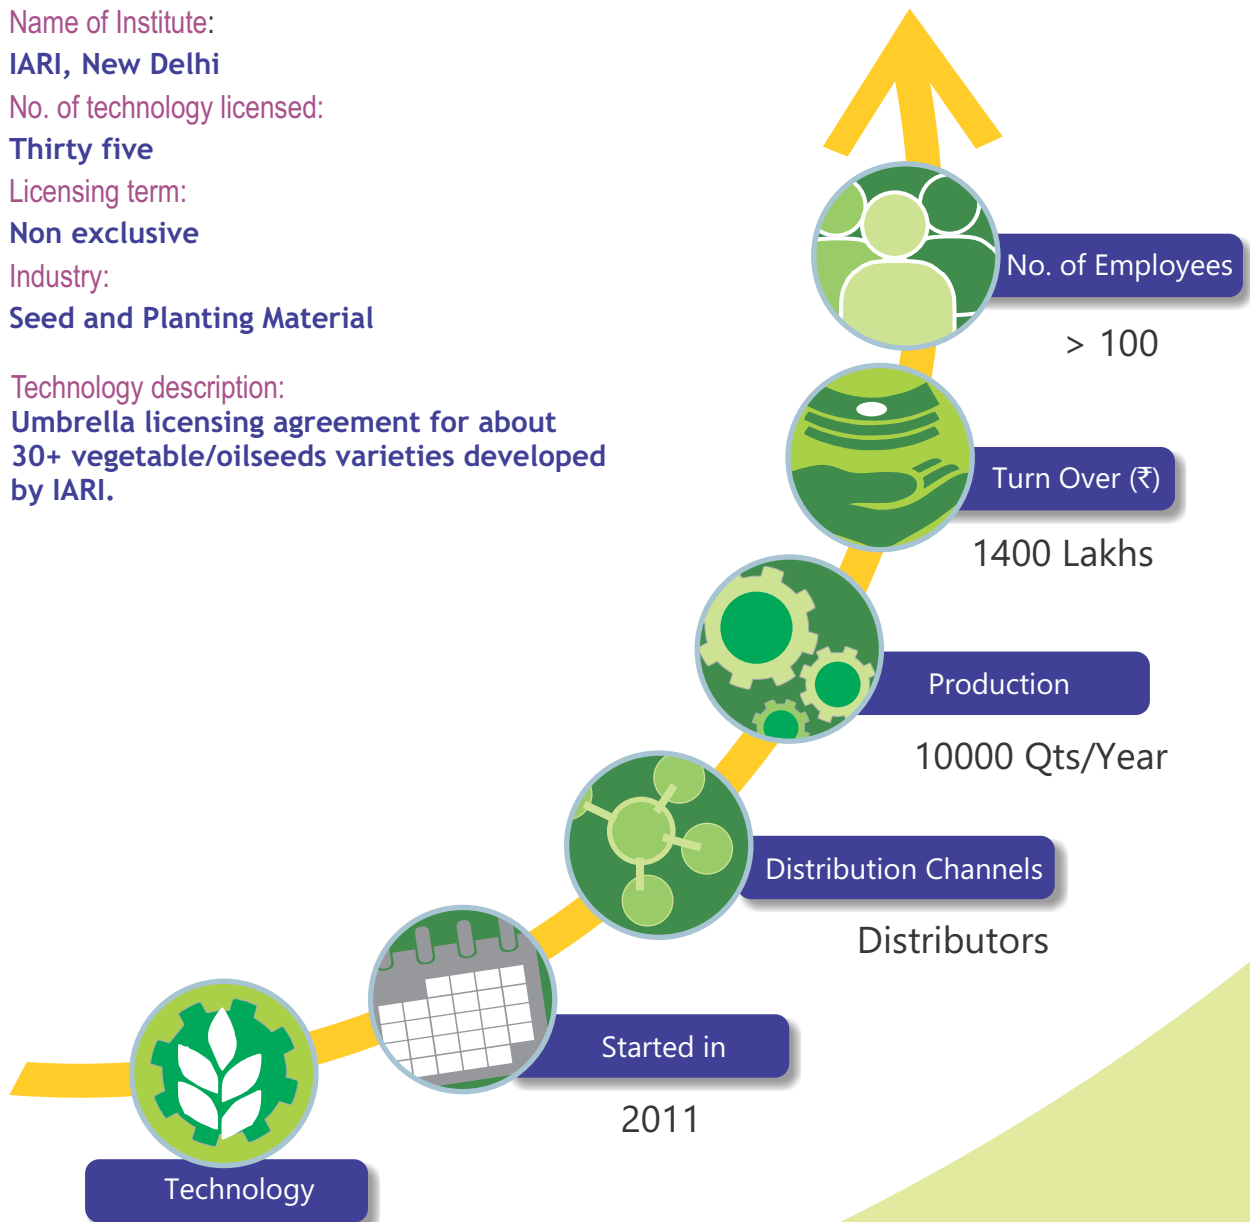 Name of Institute:
IARI, New Delhi
No. of technology licensed:
Thirty five
Licensing term:
Non exclusive
Industry:
Seed and Planting Material
Technology description:
Umbrella licensing agreement for about
30+ vegetable/oilseeds varieties developed
by IARI.
No. of Employees
> 100
Turn Over (₹)
1400 Lakhs
Production
10000 Qts/Year
Distribution Channels
Distributors
Started in
2011
Technology